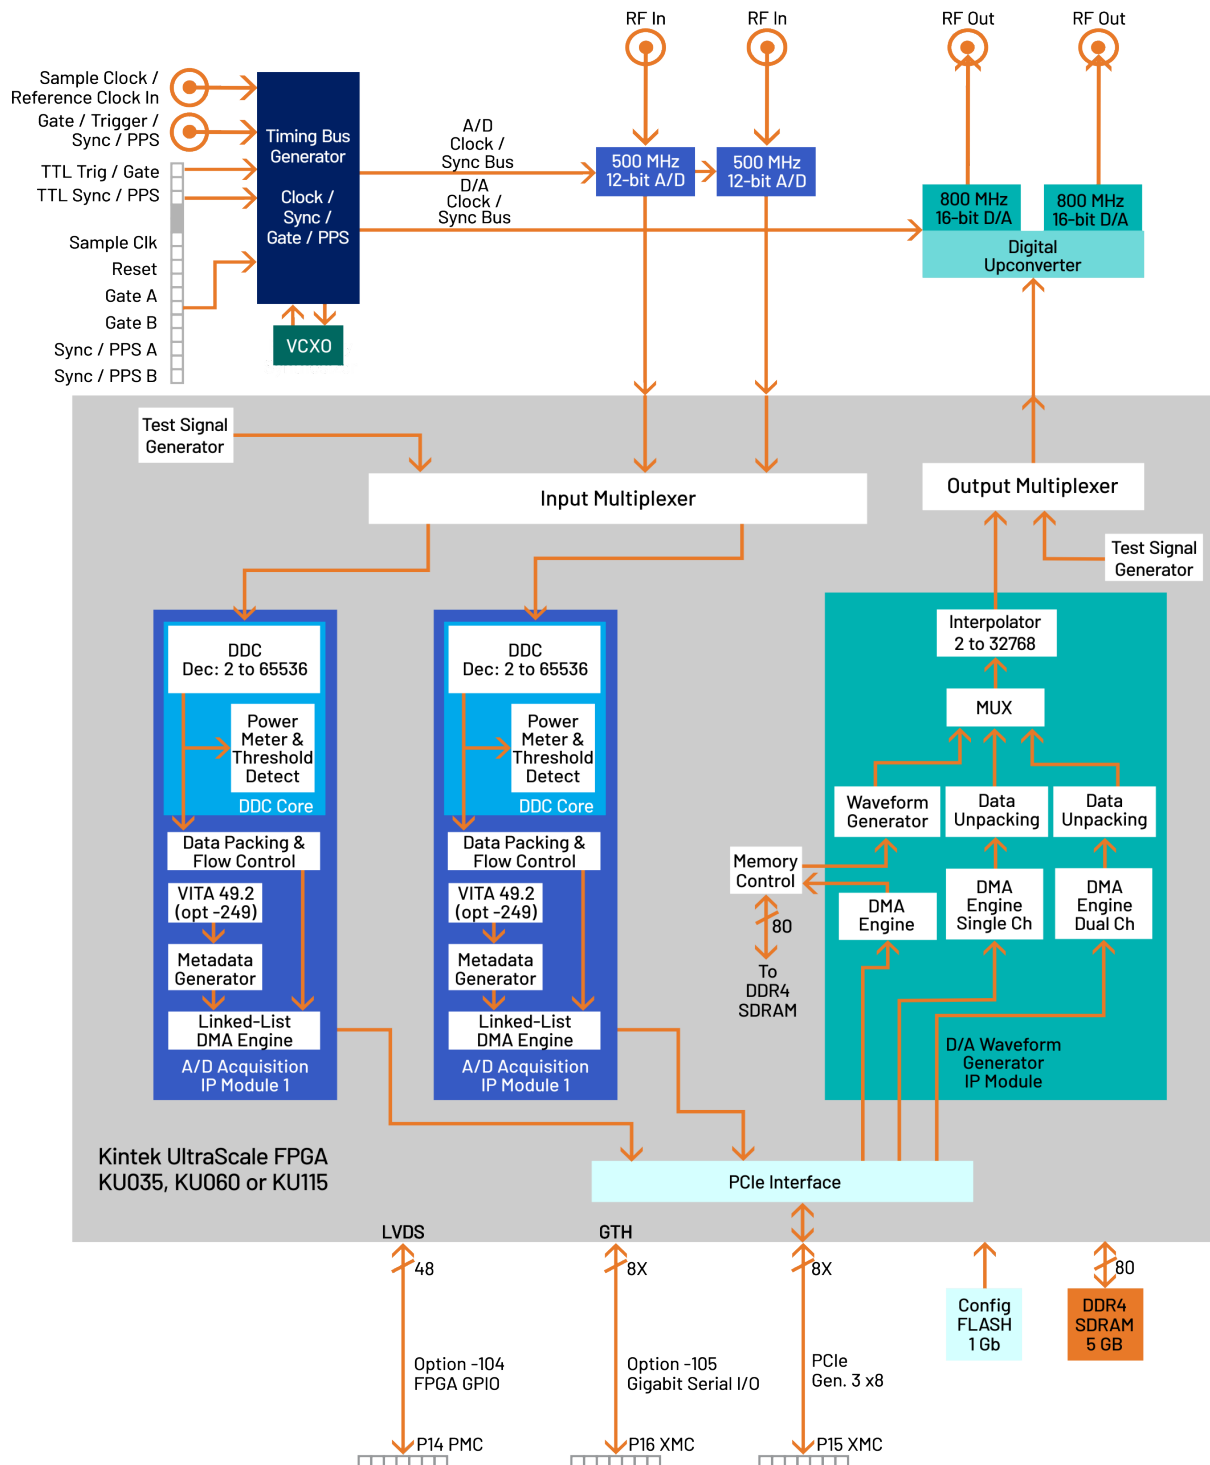 RF In
RF In
RF Out
RF Out
Sample Clock /
Reference Clock In
Gate / Trigger /
Sync / PPS
TTL Trig / Gate
TTL Sync / PPS
Sample Clk
Reset
Gate A
Gate B
Sync / PPS A
Sync / PPS B
Timing Bus
Generator
Clock /
Sync /
Gate / PPS
VCXO
A/D
Clock /
Sync Bus
D/A
Clock /
Sync Bus
500 MHz
12-bit A/D
500 MHz
12-bit A/D
800 MHz
16-bit D/A
800 MHz
16-bit D/A
Digital
Upconverter
Test Signal
Generator
Input Multiplexer
Output Multiplexer
Test Signal
Generator
DDC
Dec: 2 to 65536
Power
Meter &
Threshold
Detect
DDC Core
Data Packing &
Flow Control
VITA 49.2
(opt -249)
Metadata
Generator
Linked-List
DMA Engine
A/D Acquisition
IP Module 1
DDC
Dec: 2 to 65536
Power
Meter &
Threshold
Detect
DDC Core
Data Packing &
Flow Control
VITA 49.2
(opt -249)
Metadata
Generator
Linked-List
DMA Engine
A/D Acquisition
IP Module 1
Interpolator
2 to 32768
MUX
Waveform
Generator
Data
Unpacking
Data
Unpacking
Memory
Control
80
To
DDR4
SDRAM
DMA
Engine
DMA
Engine
Single Ch
DMA
Engine
Dual Ch
D/A Waveform
Generator
IP Module
Kintek UltraScale FPGA
KU035, KU060 or KU115
PCIe Interface
LVDS
GTH
48
8X
8X
80
Config
FLASH
1 Gb
DDR4
SDRAM
5 GB
Option -104
FPGA GPIO
Option -105
Gigabit Serial I/O
PCIe
Gen. 3 x8
P14 PMC
P16 XMC
P15 XMC